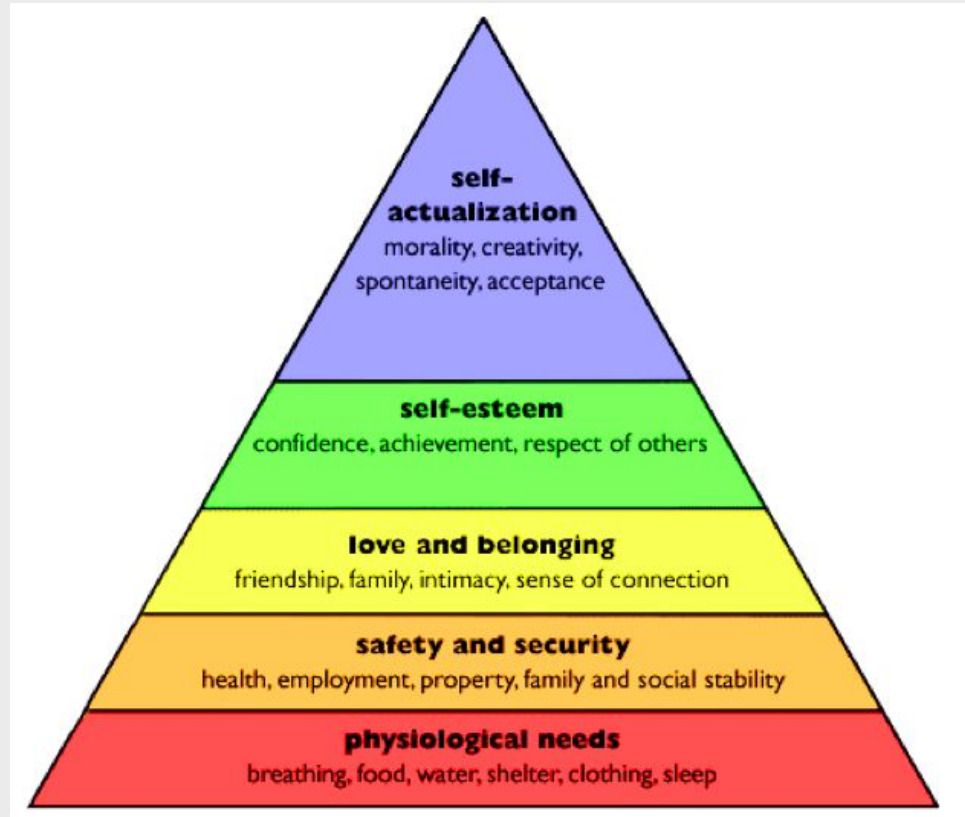 self-
actualization
morality, creativity,
spontaneity, acceptance
self-esteem
confidence, achievement, respect of others
love and belonging
friendship, family, intimacy, sense of connection
safety and security
health, employment, property, family and social stability
physiological needs
breathing, food, water, shelter, clothing, sleep